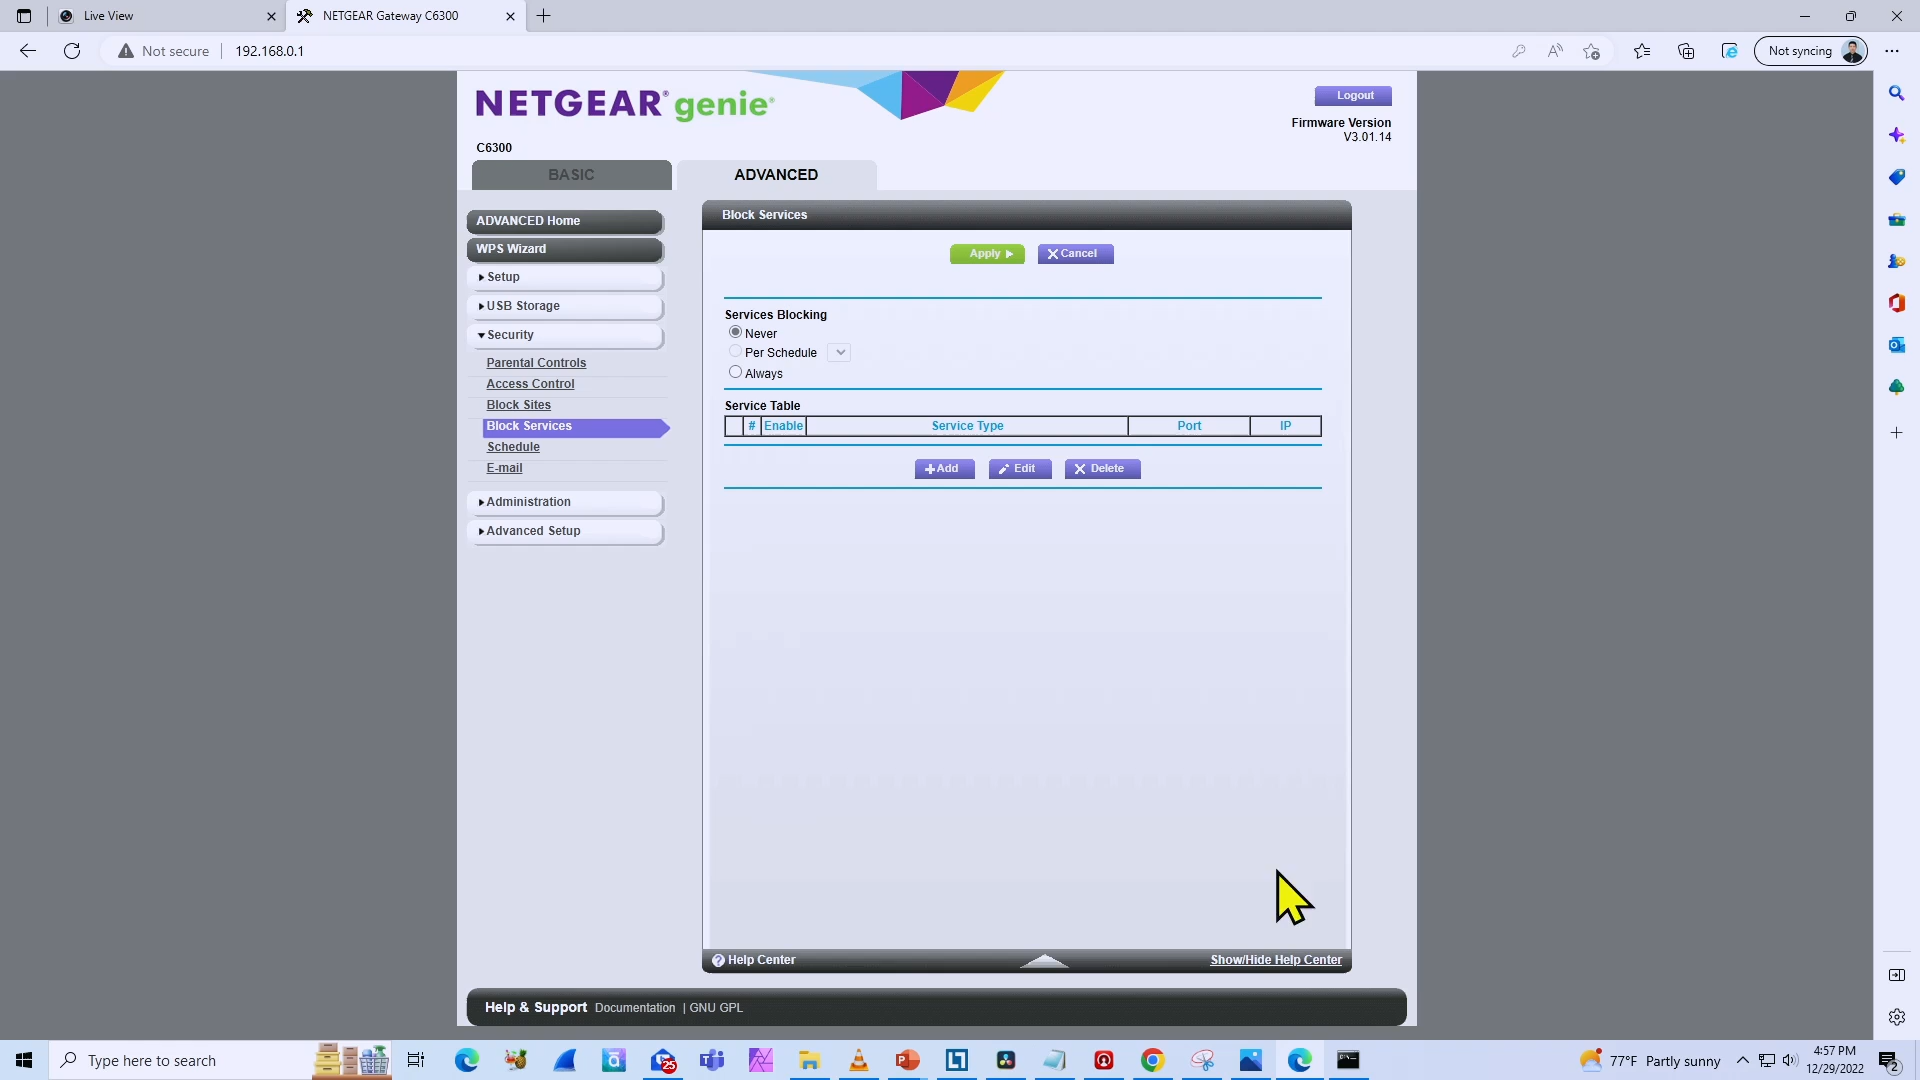 Live View
NETGEAR Gateway C6300
Not secure
192.168.0.1
Not syncing
NETGEAR® genie®
Logout
Firmware Version
V3.01.14
C6300
BASIC
ADVANCED
ADVANCED Home
WPS Wizard
Setup
USB Storage
Security
Parental Controls
Access Control
Block Sites
Block Services
Schedule
E-mail
Administration
Advanced Setup
Block Services
Apply
Cancel
Services Blocking
Never
Per Schedule
Always
Service Table
# Enable Service Type Port IP
Add Edit Delete
Help Center
Show/Hide Help Center
Help & Support Documentation | GNU GPL
Type here to search
25
77°F Partly sunny
4:57 PM
12/29/2022
2